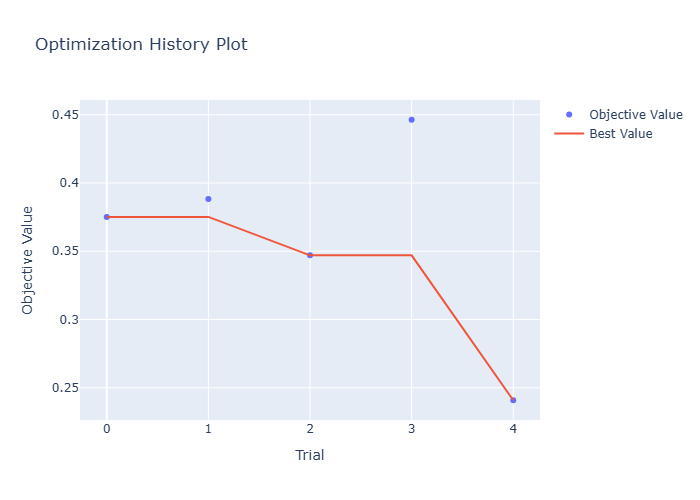 Optimization History Plot
0.45
0.4
0.35
0.3
0.25
Objective Value
0
1
2
3
4
Trial
Objective Value
Best Value